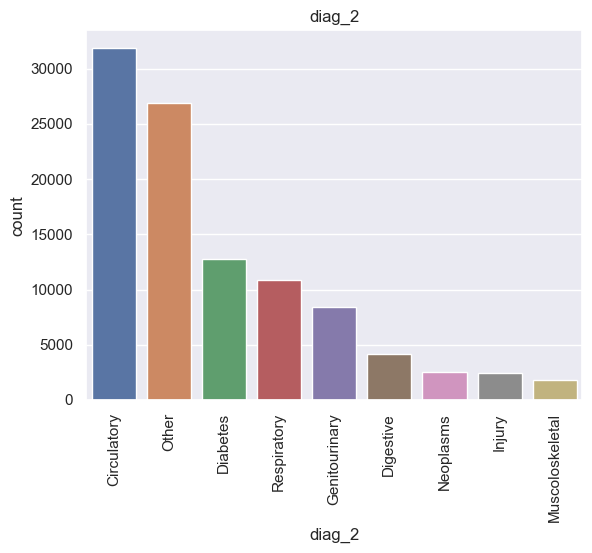 diag_2
30000
25000
20000
15000
10000
5000
0
count
Circulatory
Other
Diabetes
Respiratory
Genitourinary
Digestive
Neoplasms
Injury
Muscoloskeletal
diag_2